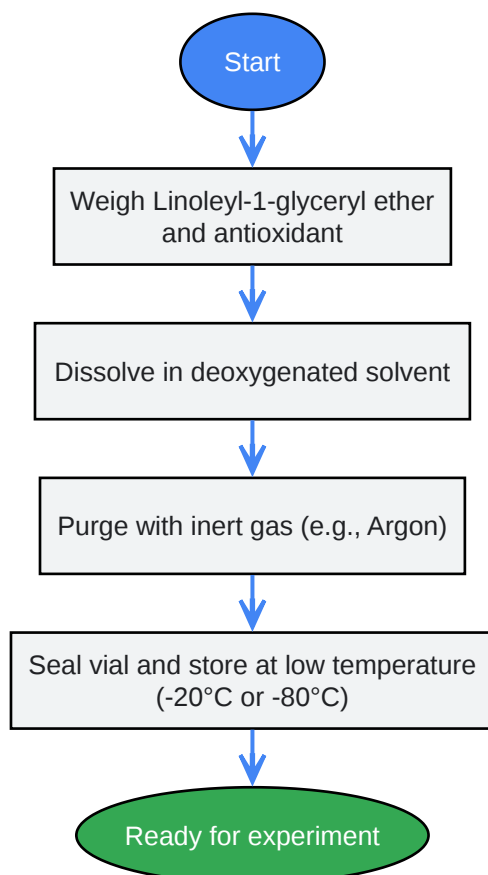 Start
Weigh Linoleyl-1-glyceryl ether
and antioxidant
Dissolve in deoxygenated solvent
Purge with inert gas (e.g., Argon)
Seal vial and store at low temperature
(-20°C or -80°C)
Ready for experiment